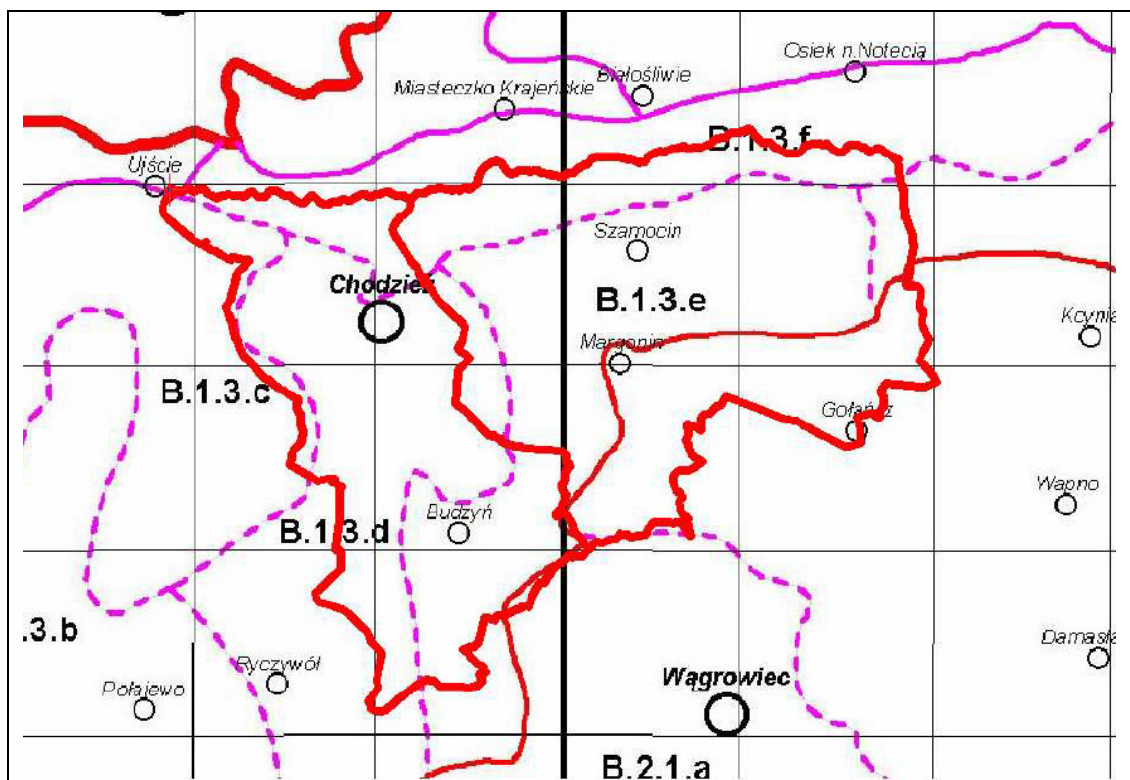 Osiek n.Notecią
Białośliwie
Miasteczko Krajeńskie
B.1.3.f
Ujście
Szamocin
Chodzież
B.1.3.e
Kcynia
Margonin
B.1.3.c
Gołańcz
Wapno
Budzyń
B.1.3.d
.3.b
Damasła
Ryczywół
Wągrowiec
Połajewo
B.2.1.a